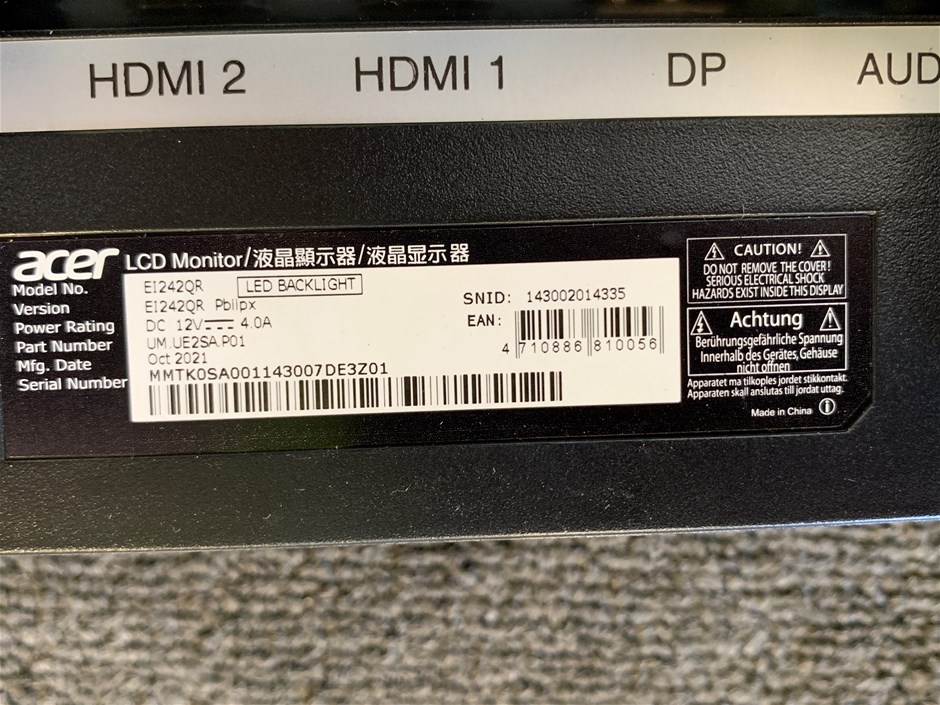 HDMI 2 HDMI 1 DP AUD
acer LCD Monitor/液晶顯示器/液晶显示器
Model No. EI242QR LED BACKLIGHT
Version EI242QR Pbiipx
Power Rating DC 12V⎓ 4.0A
Part Number UM.UE2SA.P01
Mfg. Date Oct 2021
Serial Number MMTK0SA001143007DE3Z01
SNID: 143002014335
EAN:
4 710886 810056
CAUTION!
DO NOT REMOVE THE COVER!
SERIOUS ELECTRICAL SHOCK
HAZARDS EXIST INSIDE THIS DISPLAY
Achtung
Berührungsgefährliche Spannung
Innerhalb des Gerätes, Gehäuse
nicht öffnen
Apparatet ma tilkoples jordet stikkontakt.
Apparaten skall anslutas till jordat uttag.
Made in China